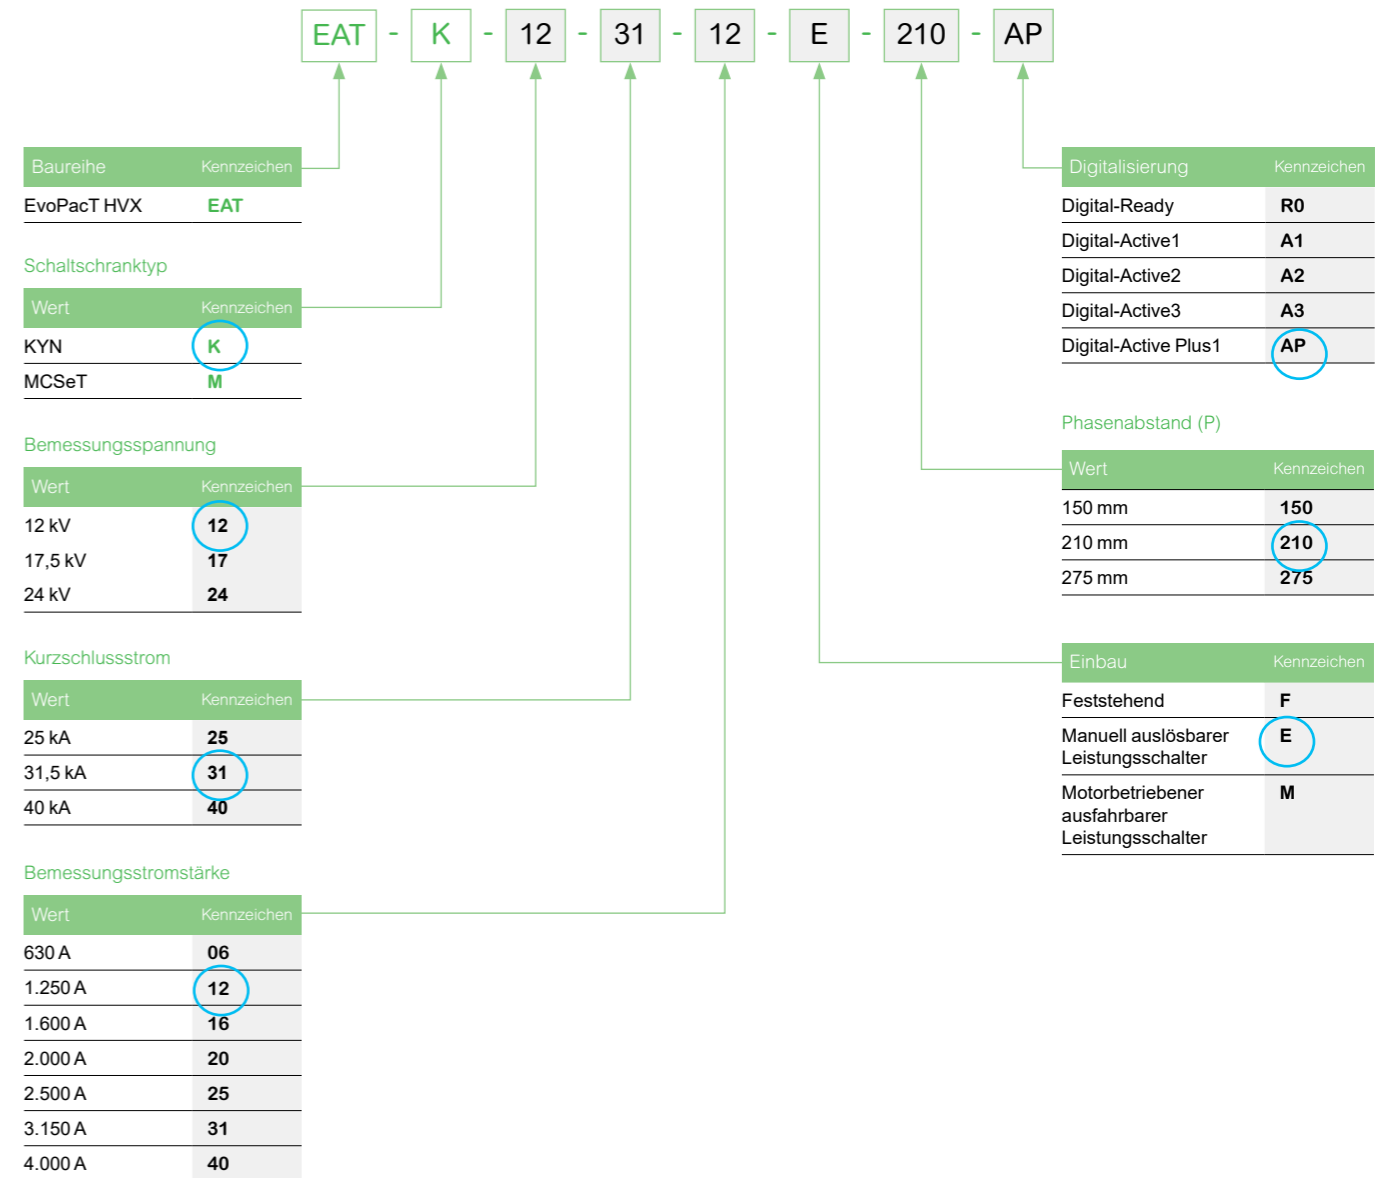 EAT - K - 12 - 31 - 12 - E - 210 - AP
Baureihe Kennzeichen
EvoPacT HVX EAT
Schaltschranktyp
Wert Kennzeichen
KYN K
MCSeT M
Bemessungsspannung
Wert Kennzeichen
12 kV 12
17,5 kV 17
24 kV 24
Kurzschlussstrom
Wert Kennzeichen
25 kA 25
31,5 kA 31
40 kA 40
Bemessungsstromstärke
Wert Kennzeichen
630 A 06
1.250 A 12
1.600 A 16
2.000 A 20
2.500 A 25
3.150 A 31
4.000 A 40
Digitalisierung Kennzeichen
Digital-Ready R0
Digital-Active1 A1
Digital-Active2 A2
Digital-Active3 A3
Digital-Active Plus1 AP
Phasenabstand (P)
Wert Kennzeichen
150 mm 150
210 mm 210
275 mm 275
Einbau Kennzeichen
Feststehend F
Manuell auslösbarer E
Leistungsschalter
Motorbetriebener M
ausfahrbarer
Leistungsschalter